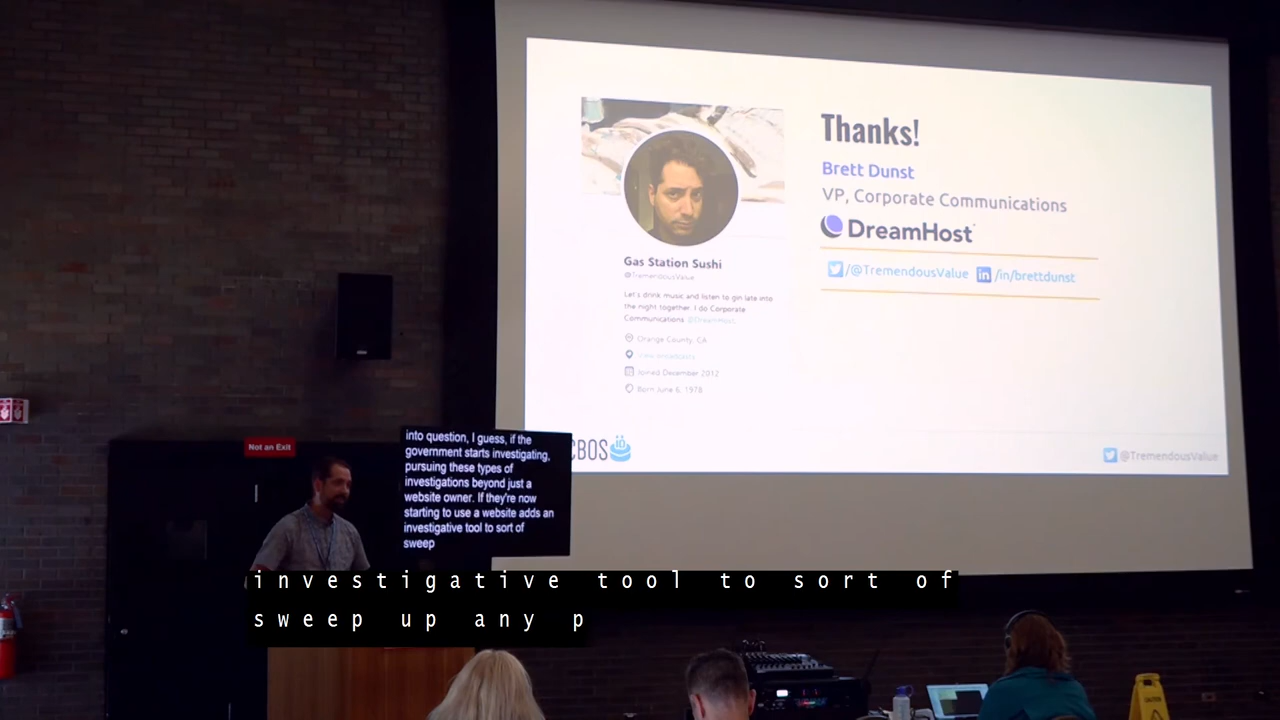 Thanks!
Brett Dunst
VP, Corporate Communications
DreamHost
/@TremendousValue
/in/brettdunst
Gas Station Sushi
@TremendousValue
Let's drink music and listen to gin late into
the night together. I do Corporate
Communications @DreamHost.
Orange County, CA
Joined December 2012
Born June 6, 1978
CBOS
@TremendousValue
Not an Exit
into question, I guess, if the
government starts investigating,
pursuing these types of
investigations beyond just a
website owner. If they're now
starting to use a website adds an
investigative tool to sort of
sweep
investigative tool to sort of
sweep up any p
CAUTION